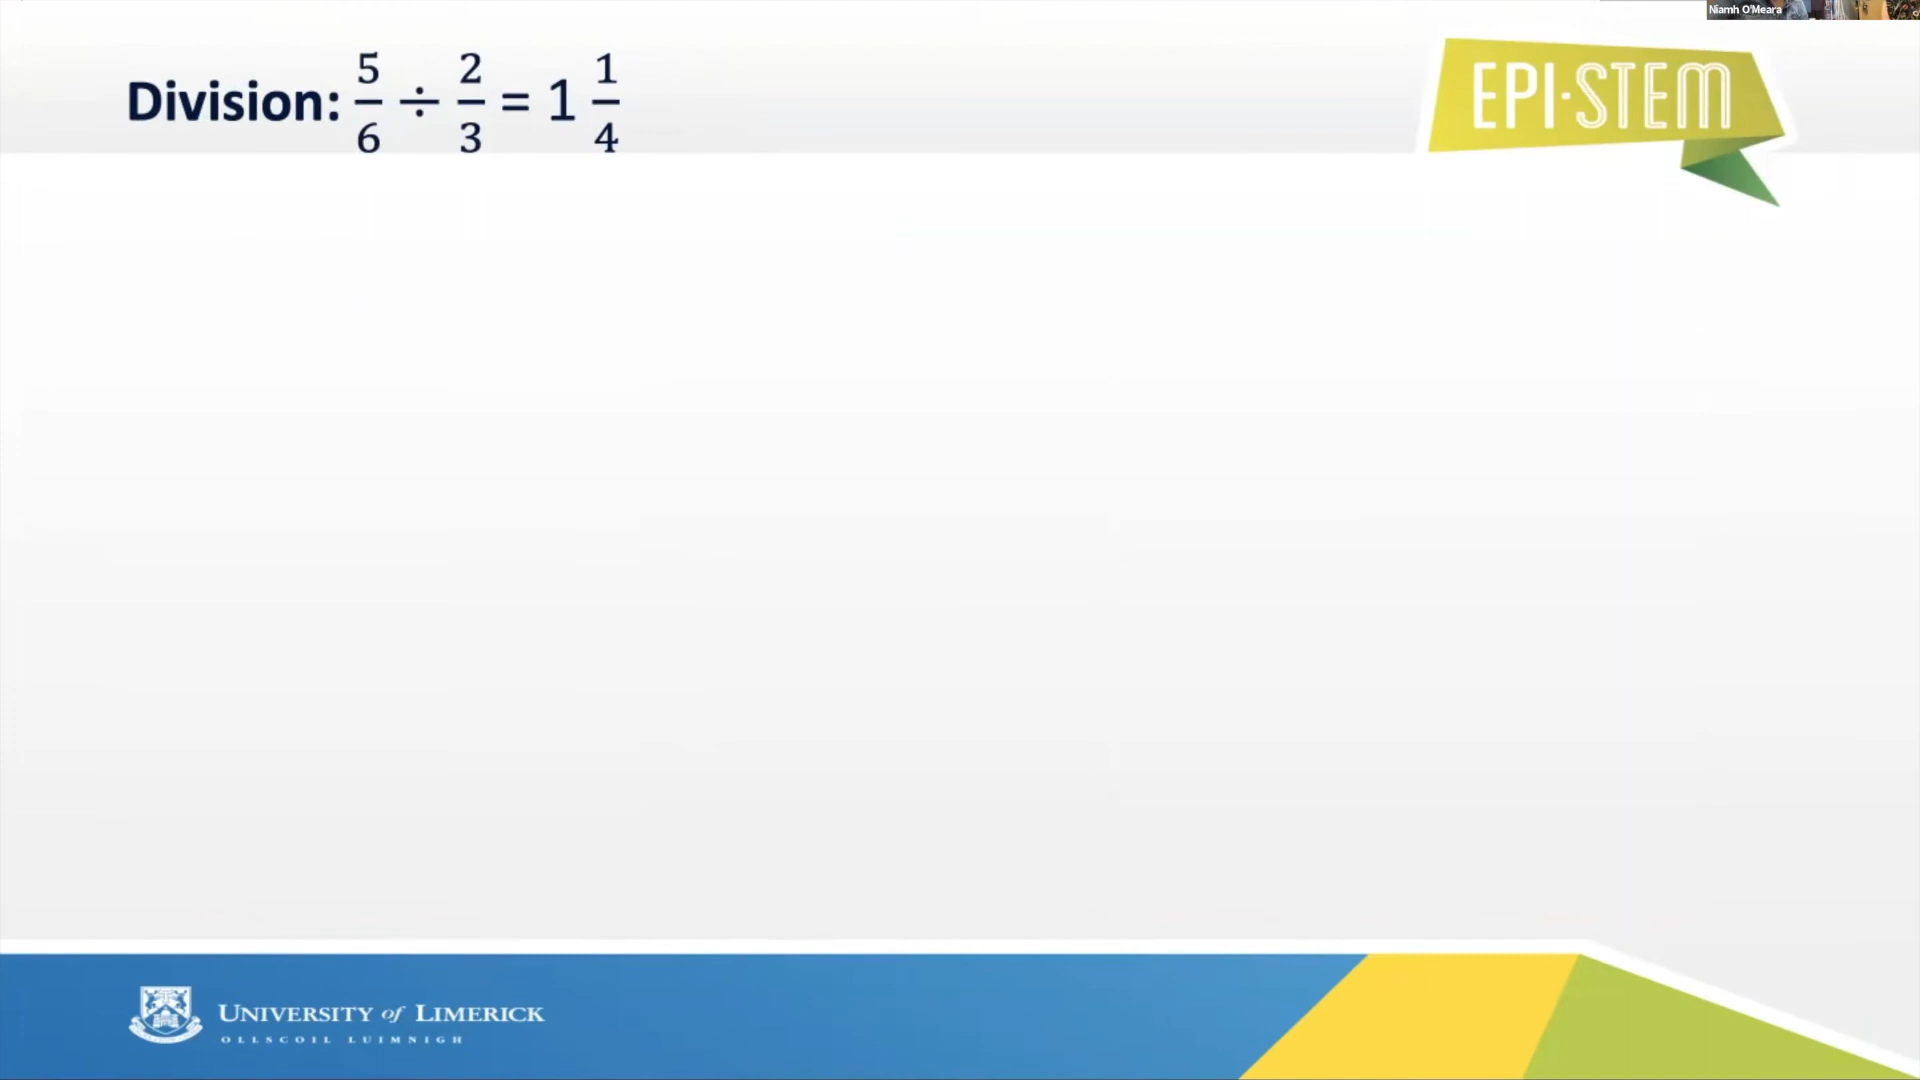 Niamh O'Meara
Division: 5/6 ÷ 2/3 = 1 1/4
EPI·STEM
UNIVERSITY of LIMERICK
OLLSCOIL LUIMNIGH